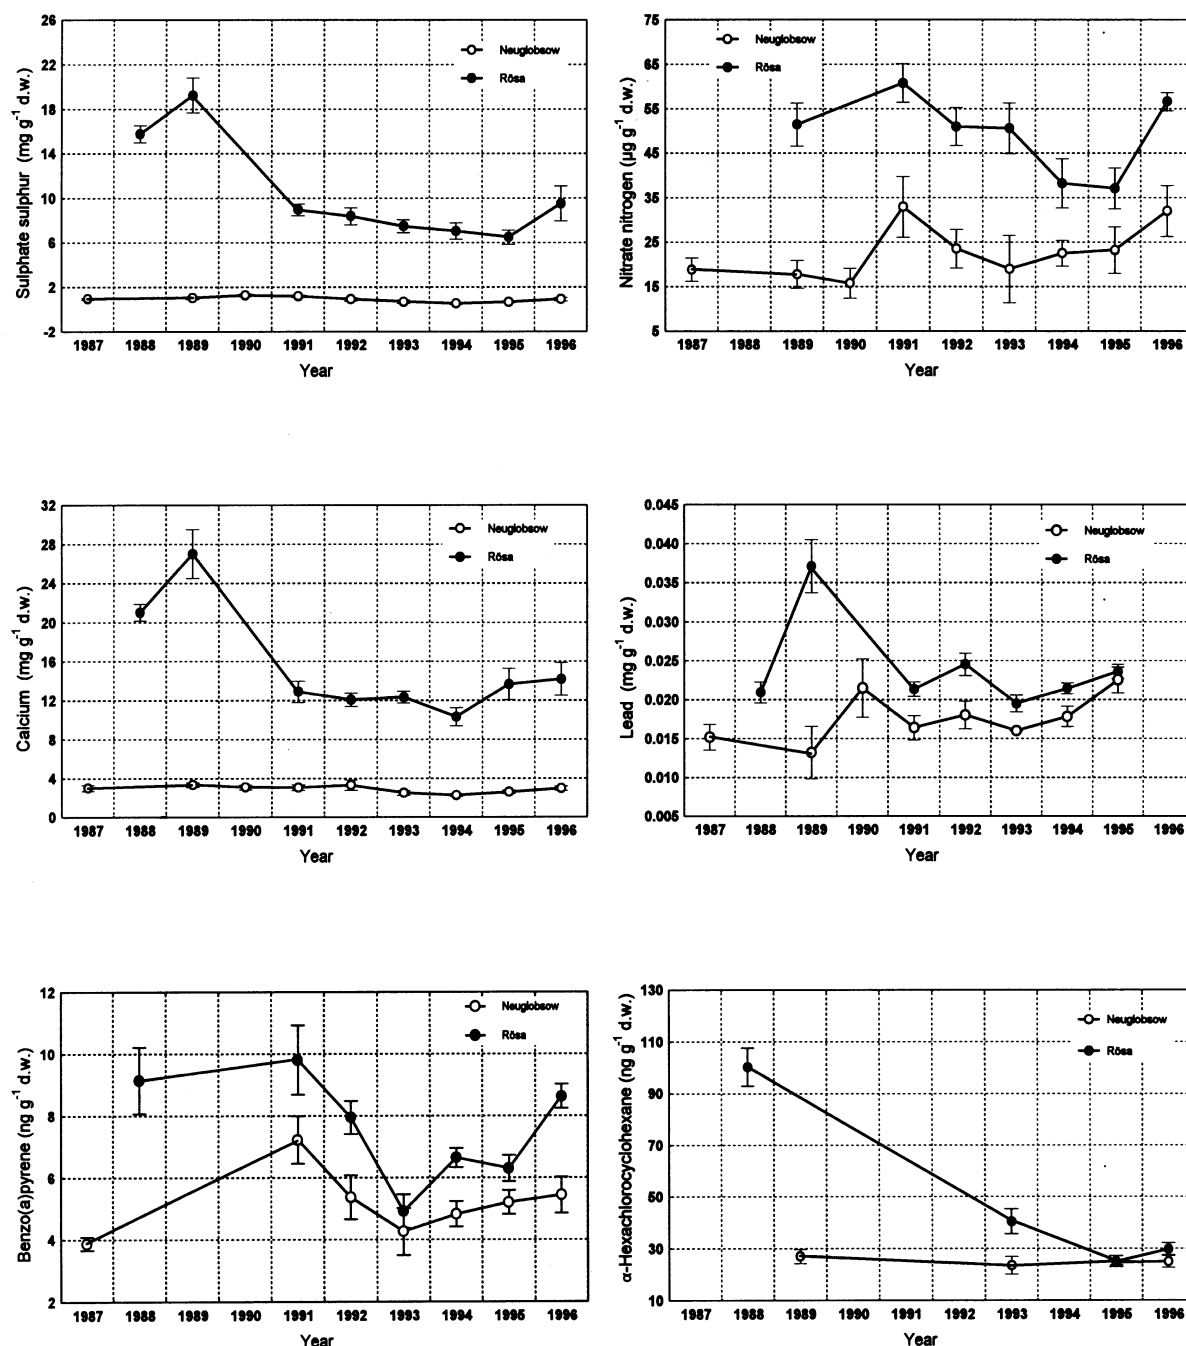 Sulphate sulphur (mg g-1 d.w.)
26
22
18
14
10
6
2
-2
Neuglobsow
Rösa
1987 1988 1989 1990 1991 1992 1993 1994 1995 1996
Year
Nitrate nitrogen (µg g-1 d.w.)
75
65
55
45
35
25
15
5
Neuglobsow
Rösa
1987 1988 1989 1990 1991 1992 1993 1994 1995 1996
Year
Calcium (mg g-1 d.w.)
32
28
24
20
16
12
8
4
0
Neuglobsow
Rösa
1987 1988 1989 1990 1991 1992 1993 1994 1995 1996
Year
Lead (mg g-1 d.w.)
0.045
0.040
0.035
0.030
0.025
0.020
0.015
0.010
0.005
Neuglobsow
Rösa
1987 1988 1989 1990 1991 1992 1993 1994 1995 1996
Year
Benzo(a)pyrene (ng g-1 d.w.)
12
10
8
6
4
2
Neuglobsow
Rösa
1987 1988 1989 1990 1991 1992 1993 1994 1995 1996
Year
α-Hexachlorocyclohexane (ng g-1 d.w.)
130
110
90
70
50
30
10
Neuglobsow
Rösa
1987 1988 1989 1990 1991 1992 1993 1994 1995 1996
Year